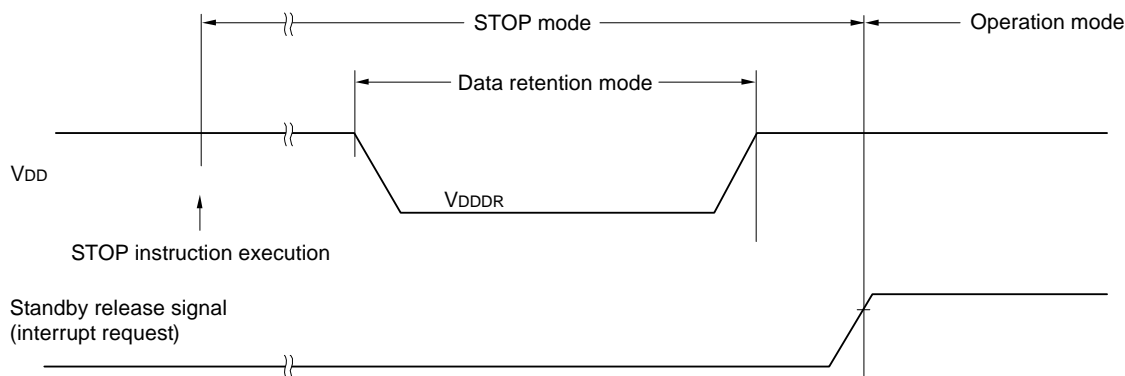 STOP mode
Operation mode
Data retention mode
VDD
VDDDR
STOP instruction execution
Standby release signal
(interrupt request)